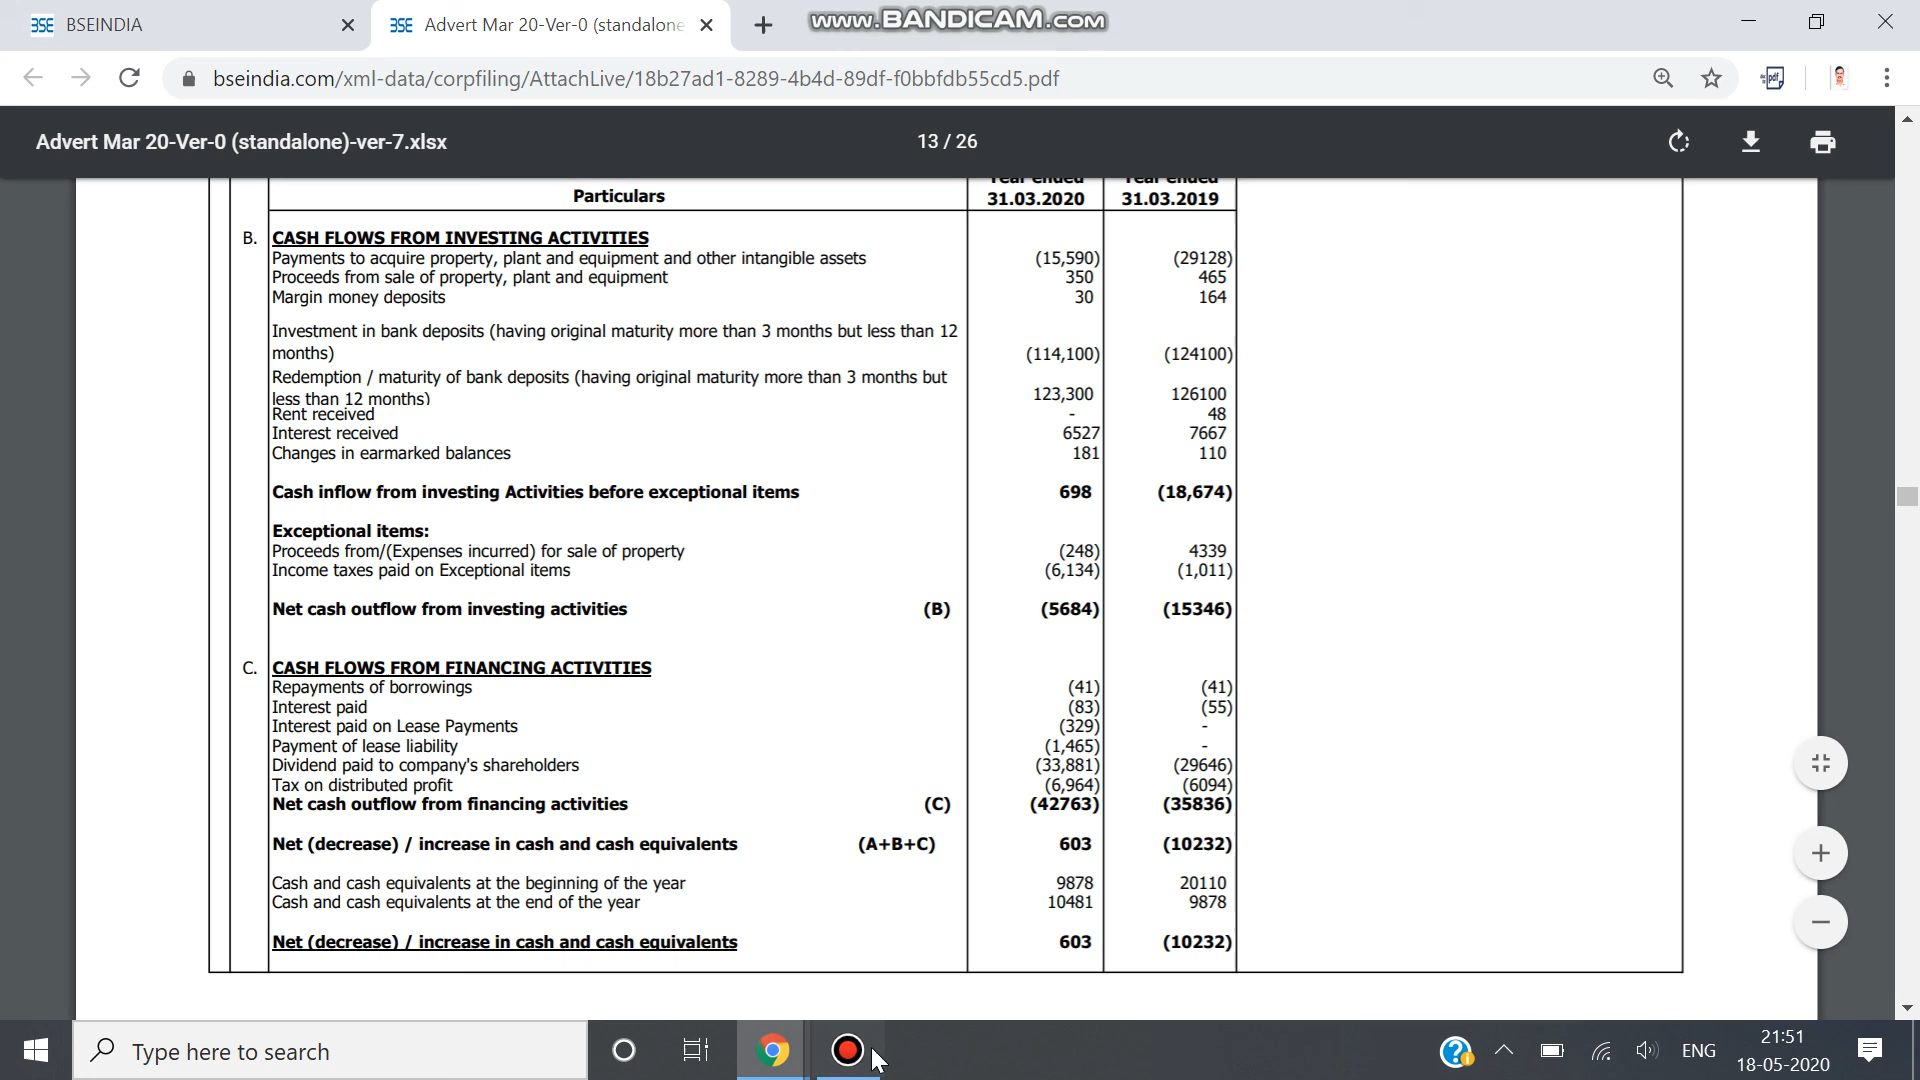 BSEINDIA
Advert Mar 20-Ver-0 (standalone
www.BANDICAM.com
bseindia.com/xml-data/corpfiling/AttachLive/18b27ad1-8289-4b4d-89df-f0bbfdb55cd5.pdf
Advert Mar 20-Ver-0 (standalone)-ver-7.xlsx 13 / 26
Year ended Year ended
Particulars 31.03.2020 31.03.2019
B. CASH FLOWS FROM INVESTING ACTIVITIES
Payments to acquire property, plant and equipment and other intangible assets (15,590) (29128)
Proceeds from sale of property, plant and equipment 350 465
Margin money deposits 30 164
Investment in bank deposits (having original maturity more than 3 months but less than 12
months) (114,100) (124100)
Redemption / maturity of bank deposits (having original maturity more than 3 months but
less than 12 months) 123,300 126100
Rent received - 48
Interest received 6527 7667
Changes in earmarked balances 181 110
Cash inflow from investing Activities before exceptional items 698 (18,674)
Exceptional items:
Proceeds from/(Expenses incurred) for sale of property (248) 4339
Income taxes paid on Exceptional items (6,134) (1,011)
Net cash outflow from investing activities (B) (5684) (15346)
C. CASH FLOWS FROM FINANCING ACTIVITIES
Repayments of borrowings (41) (41)
Interest paid (83) (55)
Interest paid on Lease Payments (329) -
Payment of lease liability (1,465) -
Dividend paid to company's shareholders (33,881) (29646)
Tax on distributed profit (6,964) (6094)
Net cash outflow from financing activities (C) (42763) (35836)
Net (decrease) / increase in cash and cash equivalents (A+B+C) 603 (10232)
Cash and cash equivalents at the beginning of the year 9878 20110
Cash and cash equivalents at the end of the year 10481 9878
Net (decrease) / increase in cash and cash equivalents 603 (10232)
Type here to search
ENG
21:51
18-05-2020